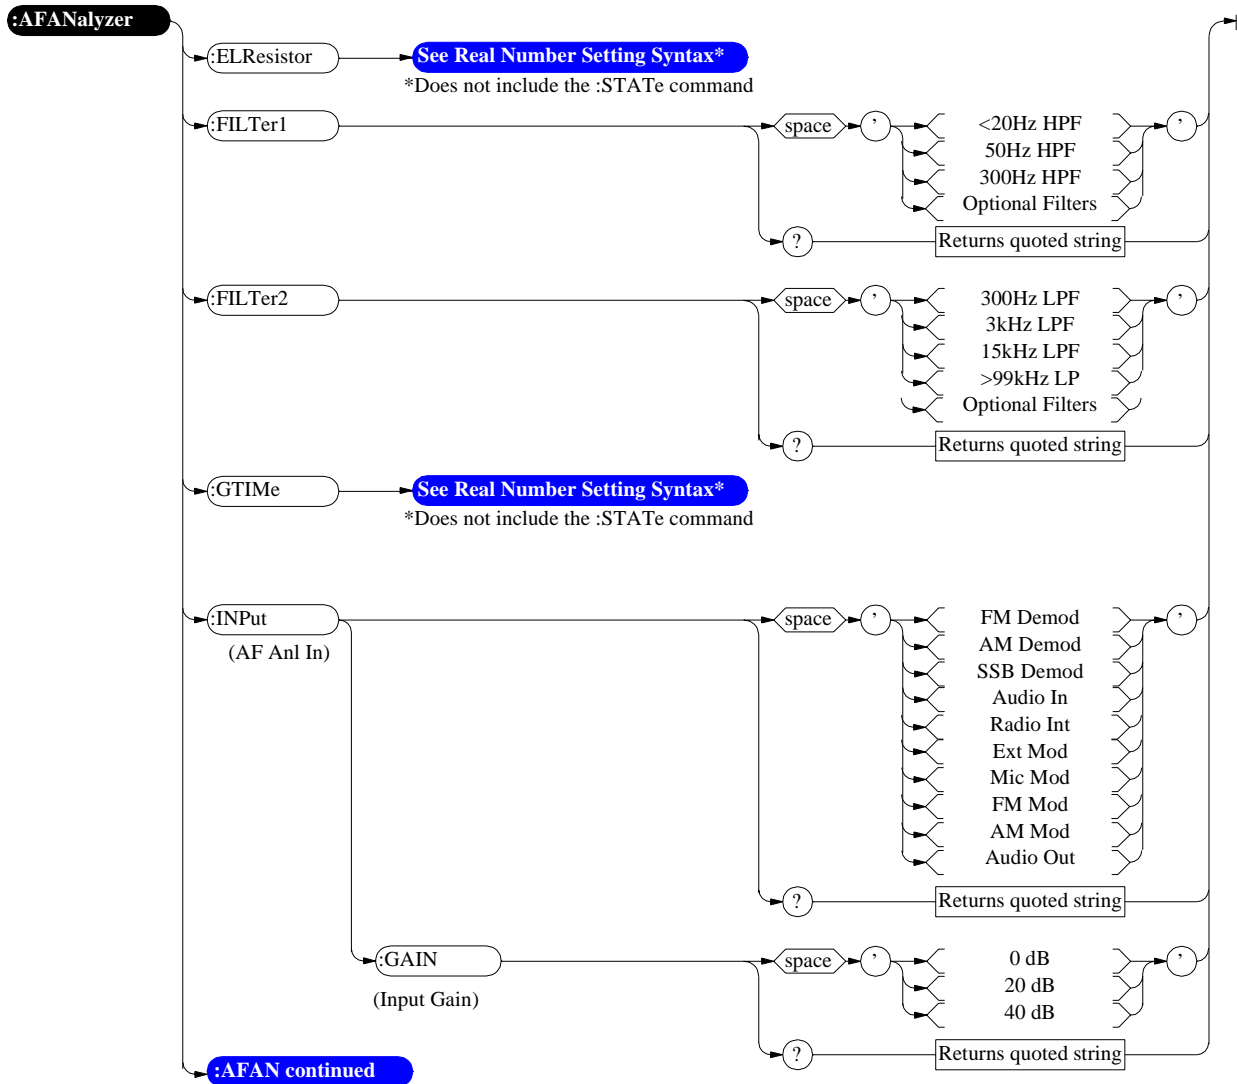 :AFANalyzer
:ELResistor See Real Number Setting Syntax*
*Does not include the :STATe command
:FILTer1 space ' <20Hz HPF '
50Hz HPF
300Hz HPF
Optional Filters
? Returns quoted string
:FILTer2 space ' 300Hz LPF '
3kHz LPF
15kHz LPF
>99kHz LP
Optional Filters
? Returns quoted string
:GTIMe See Real Number Setting Syntax*
*Does not include the :STATe command
:INPut space ' FM Demod '
(AF Anl In)
AM Demod
SSB Demod
Audio In
Radio Int
Ext Mod
Mic Mod
FM Mod
AM Mod
Audio Out
? Returns quoted string
:GAIN space ' 0 dB '
(Input Gain)
20 dB
40 dB
? Returns quoted string
:AFAN continued